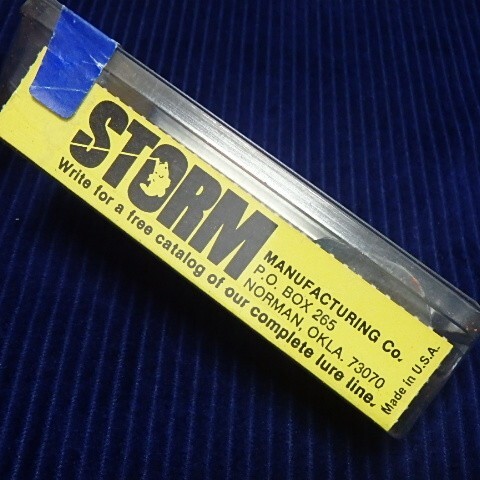 STORM
MANUFACTURING Co.
P.O. BOX 265
NORMAN, OKLA. 73070
Write for a free catalog of our complete lure line.
Made in U.S.A.